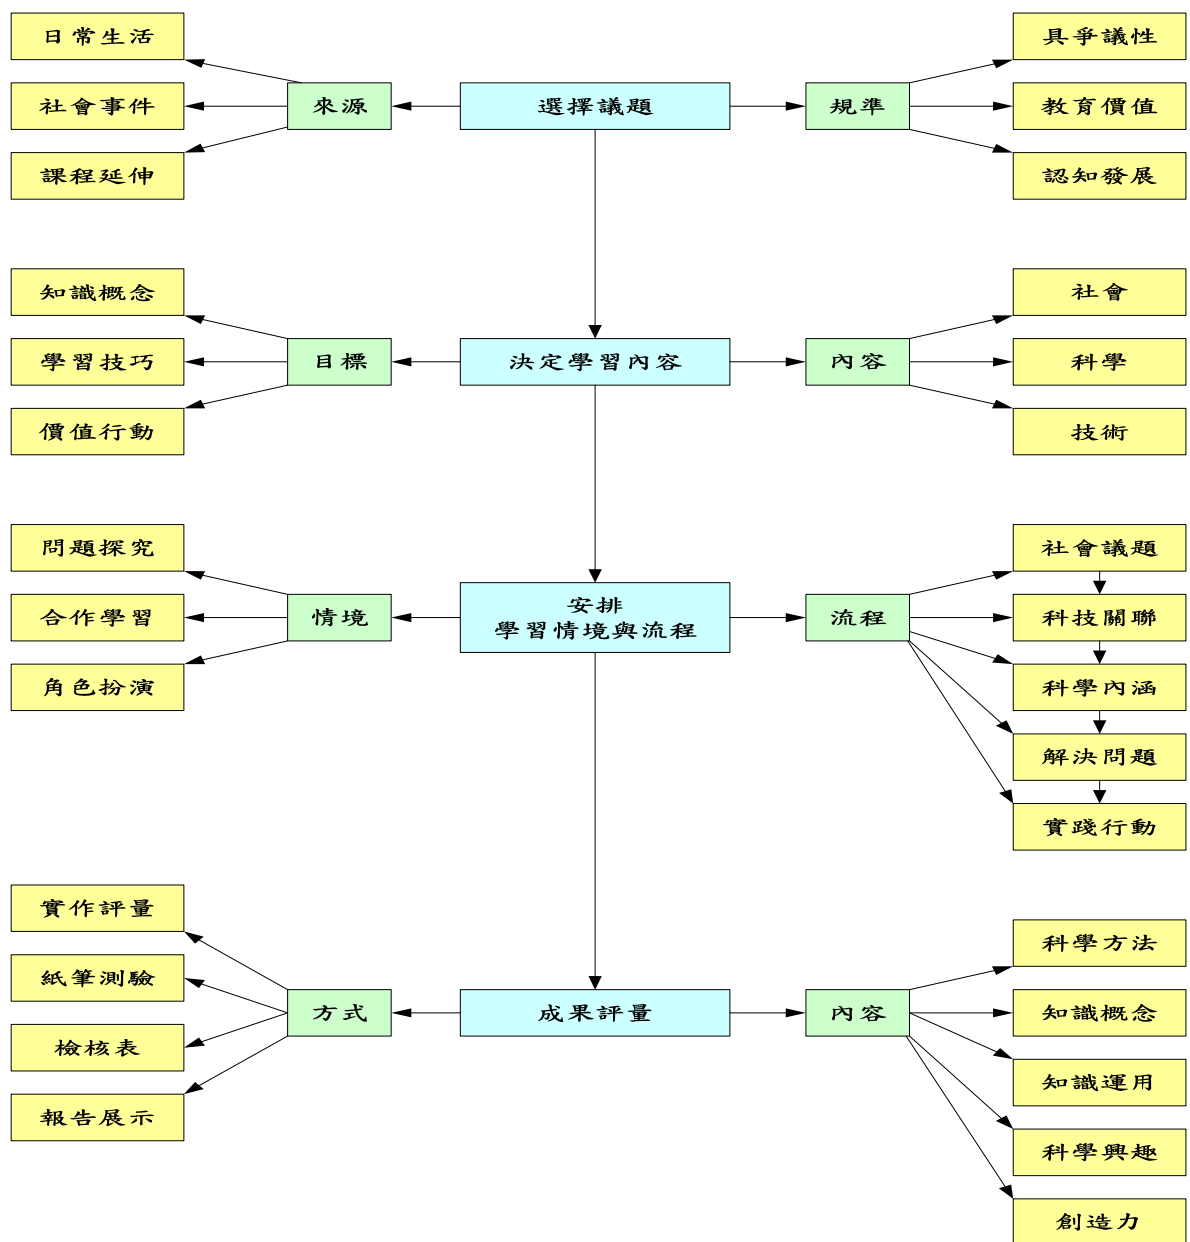 日常生活
具爭議性
社會事件
來源
選擇議題
規準
教育價值
課程延伸
認知發展
知識概念
社會
學習技巧
目標
決定學習內容
內容
科學
價值行動
技術
問題探究
社會議題
合作學習
情境
安排
學習情境與流程
流程
科技關聯
角色扮演
科學內涵
解決問題
實踐行動
實作評量
科學方法
紙筆測驗
方式
成果評量
內容
知識概念
檢核表
知識運用
報告展示
科學興趣
創造力